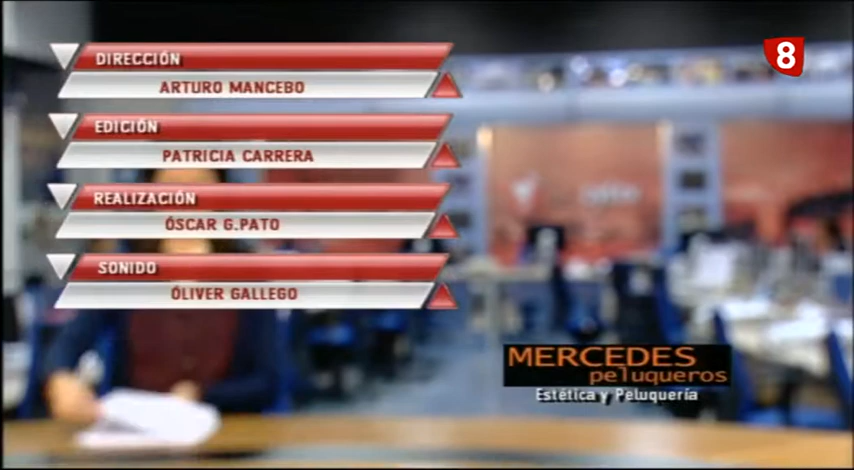 DIRECCIÓN
ARTURO MANCEBO
EDICIÓN
PATRICIA CARRERA
REALIZACIÓN
ÓSCAR G.PATO
SONIDO
ÓLIVER GALLEGO
8
MERCEDES
peluqueros
Estética y Peluquería